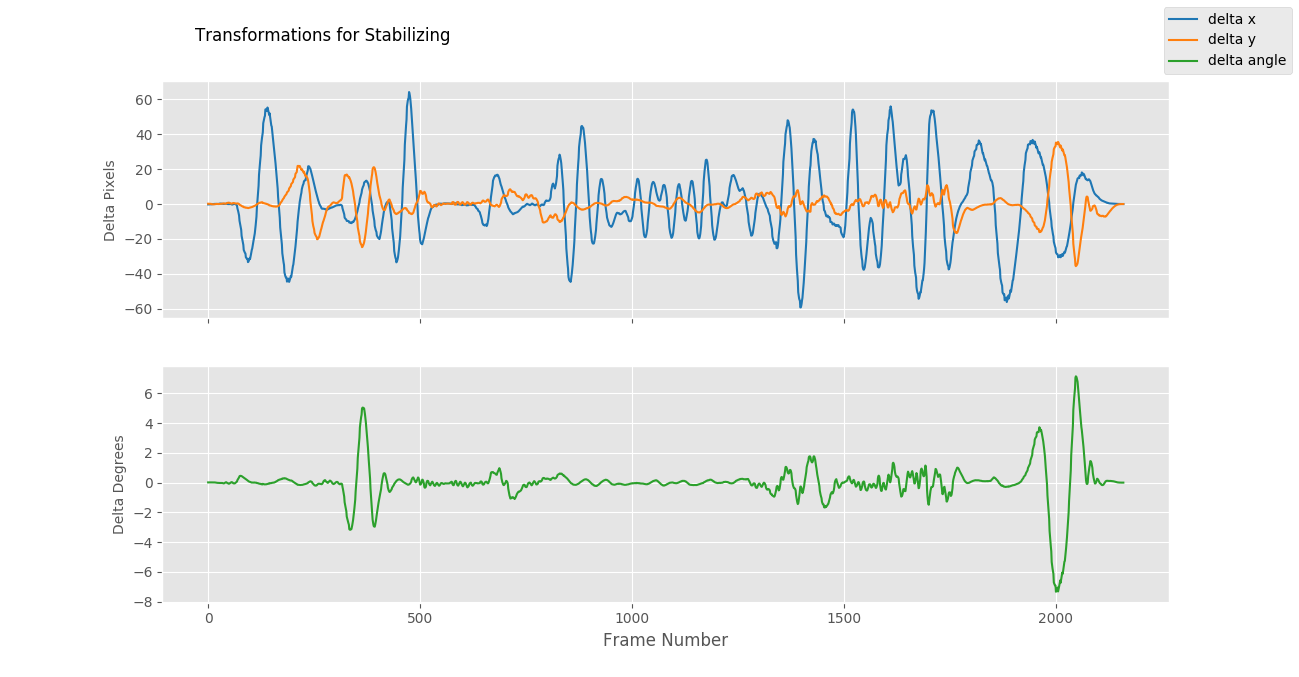 Transformations for Stabilizing
delta x
delta y
delta angle
60
40
20
0
−20
−40
−60
Delta Pixels
6
4
2
0
−2
−4
−6
−8
Delta Degrees
0 500 1000 1500 2000
Frame Number